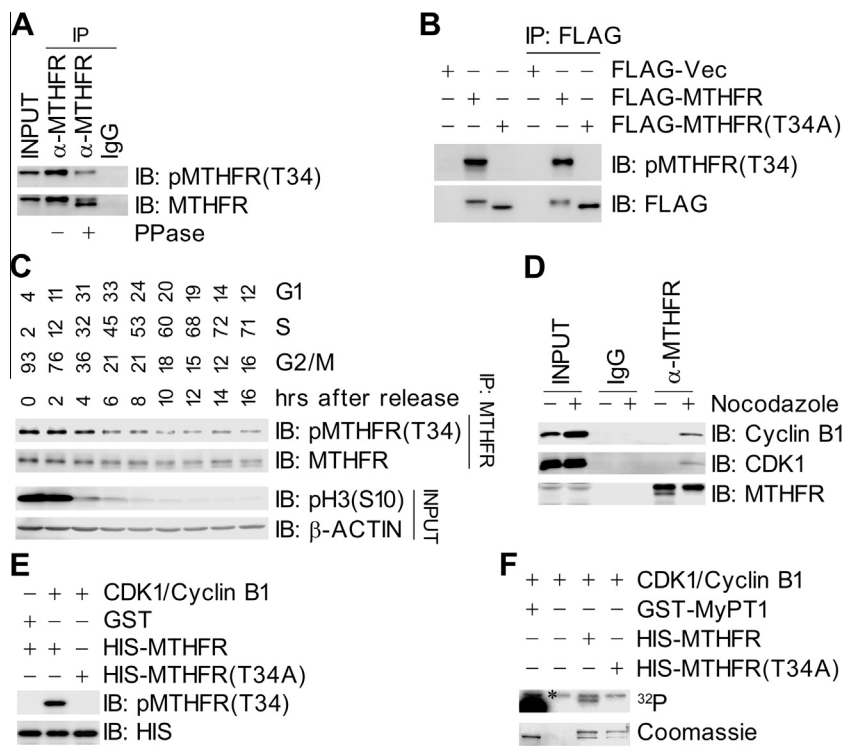 A
IP
INPUT
α-MTHFR
α-MTHFR
IgG
IB: pMTHFR(T34)
IB: MTHFR
− + PPase
B
IP: FLAG
+ − − + − − FLAG-Vec
− + − − + − FLAG-MTHFR
− − + − − + FLAG-MTHFR(T34A)
IB: pMTHFR(T34)
IB: FLAG
C
4 11 31 33 24 20 19 14 12 G1
2 12 32 45 53 60 68 72 71 S
93 76 36 21 21 18 15 12 16 G2/M
0 2 4 6 8 10 12 14 16 hrs after release
IB: pMTHFR(T34)
IB: MTHFR
IP: MTHFR
IB: pH3(S10)
IB: β-ACTIN
INPUT
D
INPUT
IgG
α-MTHFR
− + − + − + Nocodazole
IB: Cyclin B1
IB: CDK1
IB: MTHFR
E
− + + CDK1/Cyclin B1
+ − − GST
+ + − HIS-MTHFR
− − + HIS-MTHFR(T34A)
IB: pMTHFR(T34)
IB: HIS
F
+ + + + CDK1/Cyclin B1
+ − − − GST-MyPT1
− − + − HIS-MTHFR
− − − + HIS-MTHFR(T34A)
* ³²P
Coomassie